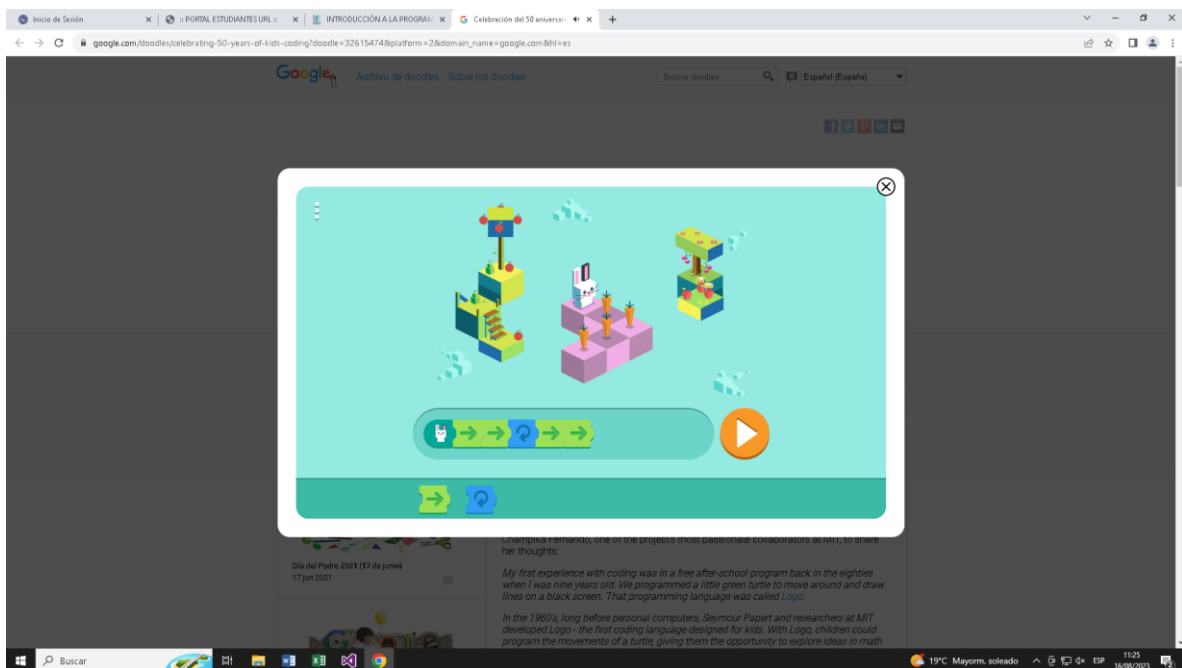 Inicio de Sesión
:: PORTAL ESTUDIANTES URL ::
INTRODUCCIÓN A LA PROGRAM
Celebración del 50 aniversari
google.com/doodles/celebrating-50-years-of-kids-coding?doodle=32615474&platform=2&domain_name=google.com&hl=es
Google
Archivo de doodles
Sobre los doodles
Buscar doodles
Español (España)
Champika Fernando, one of the project's most passionate collaborators at MIT, to share
her thoughts:
Día del Padre 2021 (17 de junio)
17 jun 2021
My first experience with coding was in a free after-school program back in the eighties
when I was nine years old. We programmed a little green turtle to move around and draw
lines on a black screen. That programming language was called Logo.
In the 1960's, long before personal computers, Seymour Papert and researchers at MIT
developed Logo - the first coding language designed for kids. With Logo, children could
program the movements of a turtle, giving them the opportunity to explore ideas in math
Buscar
19°C Mayorm. soleado
ESP
11:25
16/08/2023